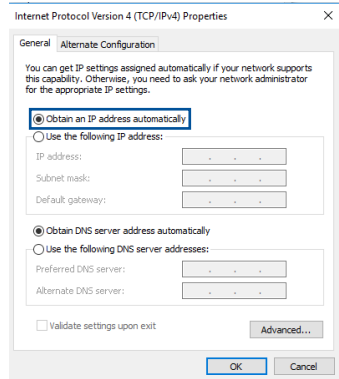 Internet Protocol Version 4 (TCP/IPv4) Properties
General
Alternate Configuration
You can get IP settings assigned automatically if your network supports
this capability. Otherwise, you need to ask your network administrator
for the appropriate IP settings.
Obtain an IP address automatically
Use the following IP address:
IP address:
Subnet mask:
Default gateway:
Obtain DNS server address automatically
Use the following DNS server addresses:
Preferred DNS server:
Alternate DNS server:
Validate settings upon exit
Advanced...
OK
Cancel